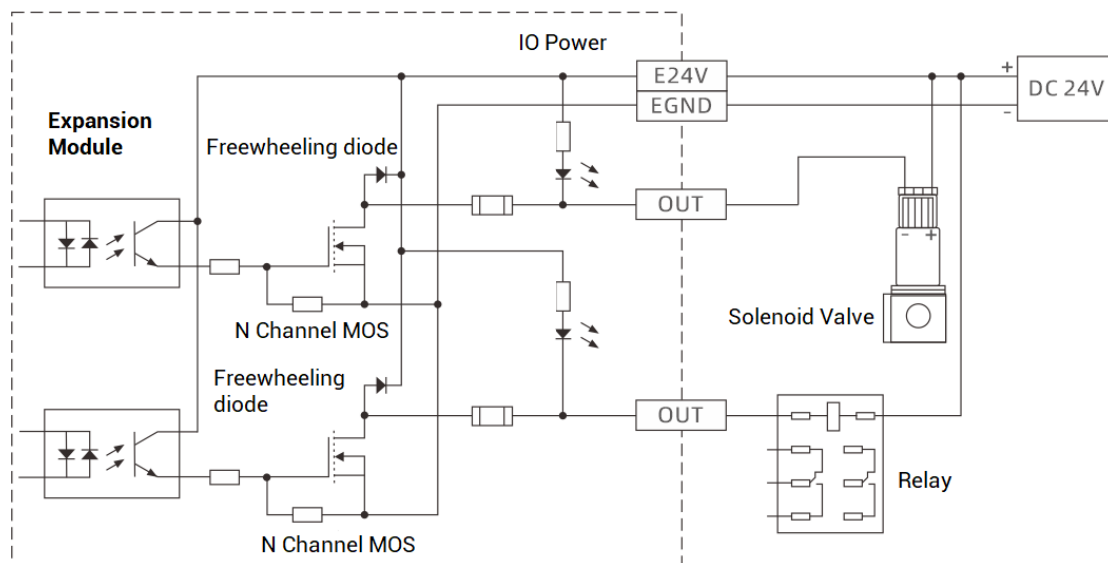 IO Power
E24V
+
DC 24V
EGND
-
Expansion
Module
Freewheeling diode
OUT
- +
Solenoid Valve
N Channel MOS
Freewheeling
diode
OUT
Relay
N Channel MOS